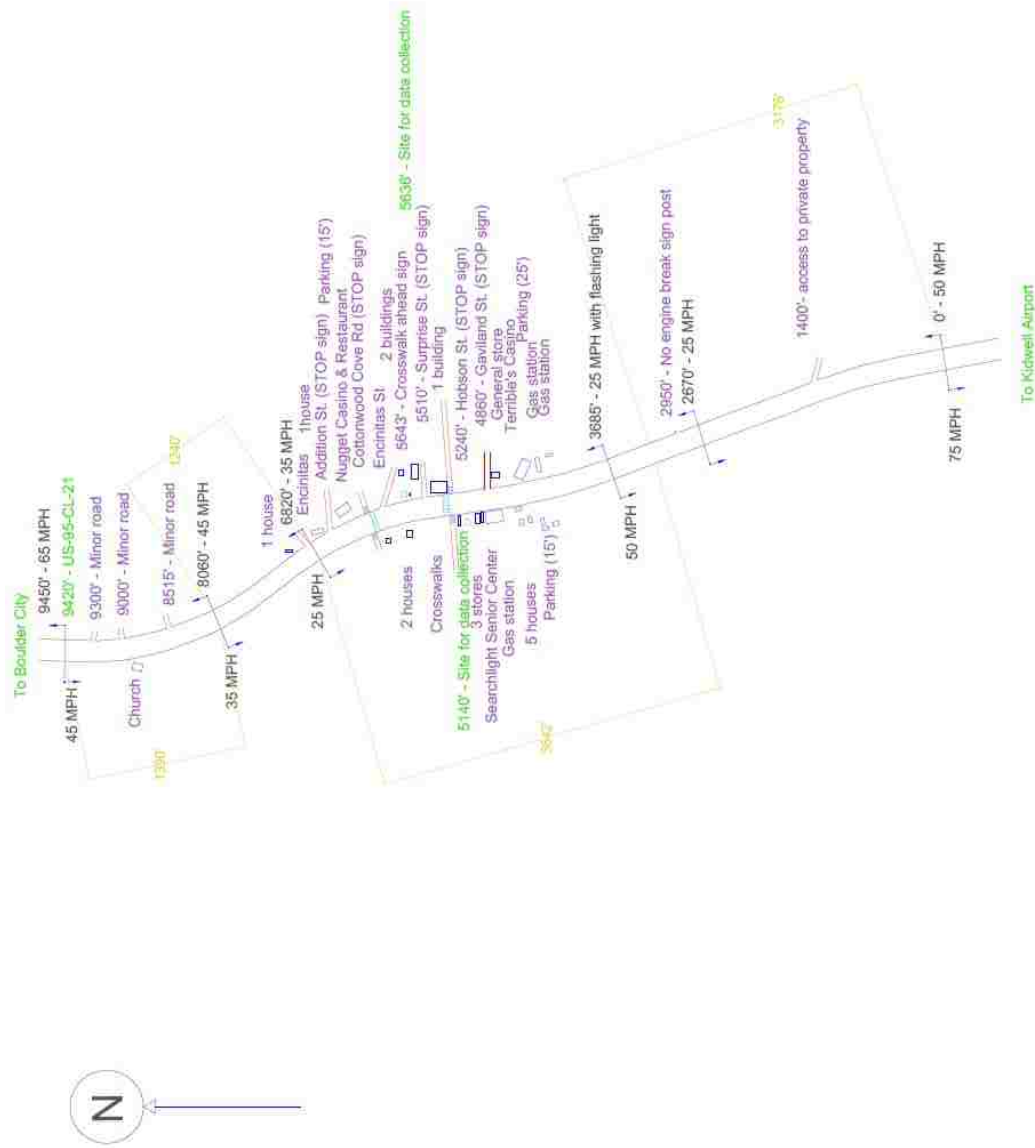 To Boulder City
9450' - 65 MPH
9420' - US-95-CL-21
45 MPH
9300' - Minor road
9000' - Minor road
Church
8515' - Minor road
1240'
1390'
8060' - 45 MPH
35 MPH
1 house
6820' - 35 MPH
Encinitas 1house
Addition St. (STOP sign) Parking (15')
Nugget Casino & Restaurant
Cottonwood Cove Rd (STOP sign)
25 MPH
Encinitas St
2 buildings
5643' - Crosswalk ahead sign
5636' - Site for data collection
5510' - Surprise St. (STOP sign)
1 building
2 houses
Crosswalks
5240' - Hobson St. (STOP sign)
4860' - Gaviland St. (STOP sign)
General store
Terrible's Casino
Parking (25')
Gas station
Gas station
5140' - Site for data collection
3 stores
Searchlight Senior Center
Gas station
5 houses
Parking (15')
3642'
3685' - 25 MPH with flashing light
50 MPH
2950' - No engine break sign post
2670' - 25 MPH
3175'
1400'- access to private property
0' - 50 MPH
75 MPH
To Kidwell Airport
N